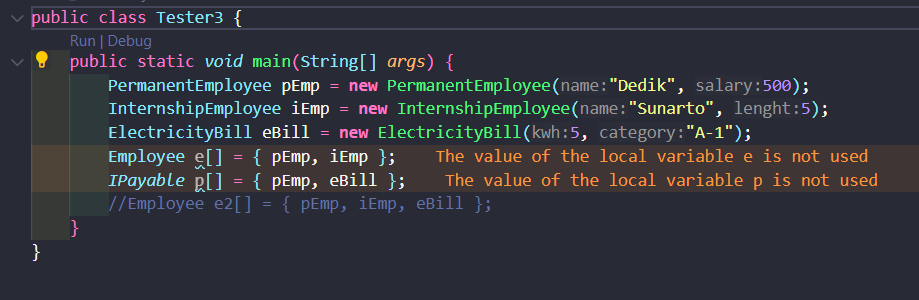 public class Tester3 {
Run | Debug
public static void main(String[] args) {
PermanentEmployee pEmp = new PermanentEmployee(name:"Dedik", salary:500);
InternshipEmployee iEmp = new InternshipEmployee(name:"Sunarto", lenght:5);
ElectricityBill eBill = new ElectricityBill(kwh:5, category:"A-1");
Employee e[] = { pEmp, iEmp }; The value of the local variable e is not used
IPayable p[] = { pEmp, eBill }; The value of the local variable p is not used
//Employee e2[] = { pEmp, iEmp, eBill };
}
}